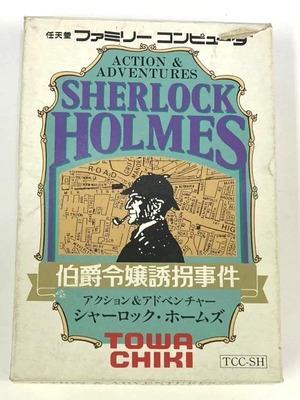 任天堂 ファミリー コンピュータ
ACTION &
ADVENTURES
SHERLOCK
HOLMES
ROAD
伯爵令嬢誘拐事件
アクション&アドベンチャー
シャーロック・ホームズ
TOWA
CHIKI
TCC-SH